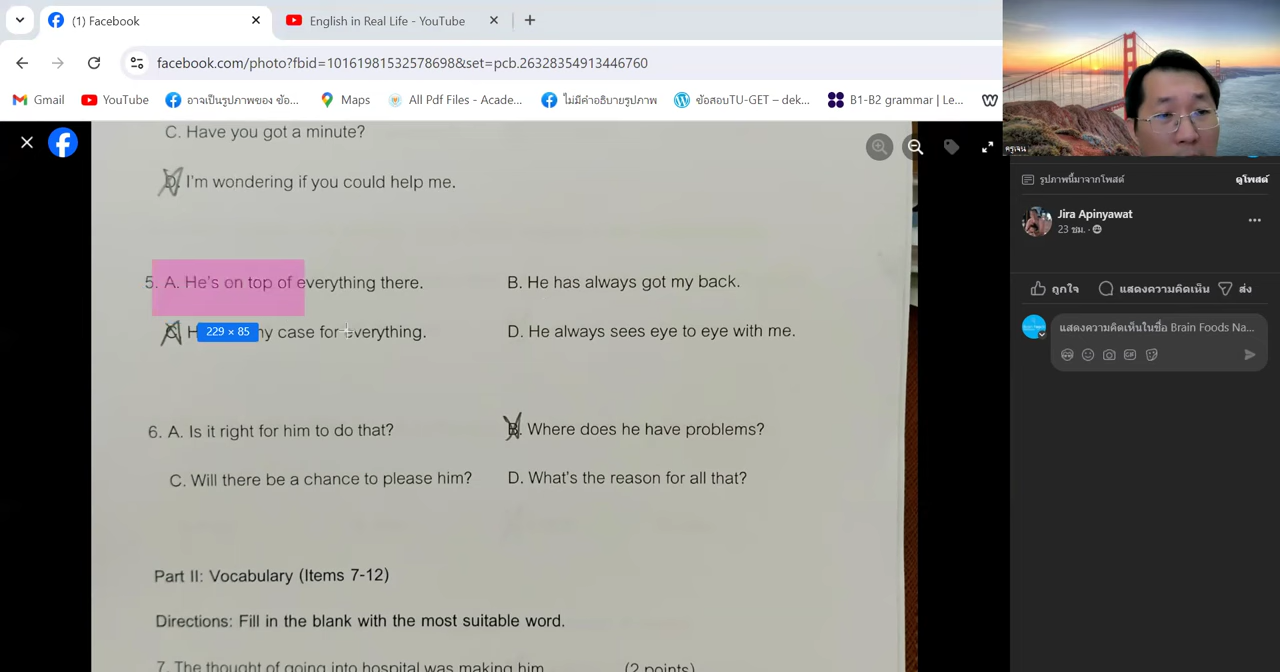 (1) Facebook
English in Real Life - YouTube
facebook.com/photo?fbid=10161981532578698&set=pcb.26328354913446760
Gmail
YouTube
อาจเป็นรูปภาพของ ข้อ...
Maps
All Pdf Files - Acade...
ไม่มีคำอธิบายรูปภาพ
ข้อสอบTU-GET – dek...
B1-B2 grammar | Le...
ครูเจน
C. Have you got a minute?
D. I'm wondering if you could help me.
5. A. He's on top of everything there.
B. He has always got my back.
C. H my case for everything.
229 × 85
D. He always sees eye to eye with me.
6. A. Is it right for him to do that?
B. Where does he have problems?
C. Will there be a chance to please him?
D. What's the reason for all that?
Part II: Vocabulary (Items 7-12)
Directions: Fill in the blank with the most suitable word.
7. The thought of going into hospital was making him (2 points)
รูปภาพนี้มาจากโพสต์
ดูโพสต์
Jira Apinyawat
23 ชม. ·
ถูกใจ
แสดงความคิดเห็น
ส่ง
แสดงความคิดเห็นในชื่อ Brain Foods Na...